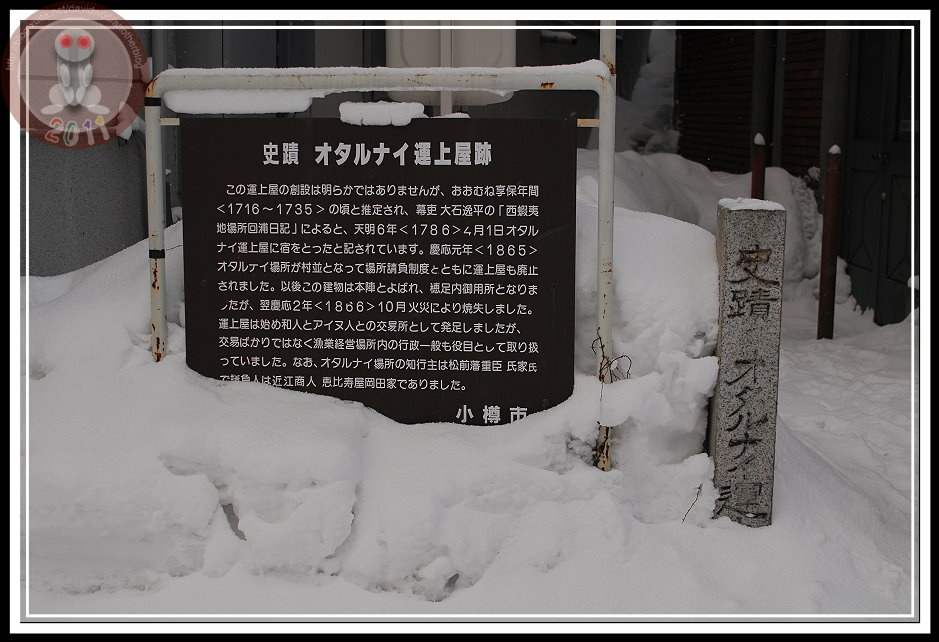 史蹟 オタルナイ運上屋跡
この運上屋の創設は明らかではありませんが、おおむね享保年間
<1716~1735>の頃と推定され、幕吏 大石逸平の「西蝦夷
地場所回浦日記」によると、天明6年<1786>4月1日オタル
ナイ運上屋に宿をとったと記されています。慶応元年<1865>
オタルナイ場所が村並となって場所請負制度とともに運上屋も廃止
されました。以後この建物は本陣とよばれ、穂足内御用所となりま
したが、翌慶応2年<1866>10月火災により焼失しました。
運上屋は始め和人とアイヌ人との交易所として発足しましたが、
交易ばかりではなく漁業経営場所内の行政一般も役目として取り扱
っていました。なお、オタルナイ場所の知行主は松前藩重臣 氏家氏
で請負人は近江商人 恵比寿屋岡田家でありました。
小樽市
史蹟 オタルナイ運
2011